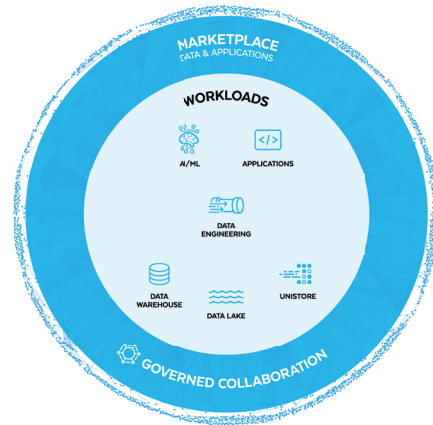 MARKETPLACE
DATA & APPLICATIONS
WORKLOADS
AI/ML
APPLICATIONS
DATA
ENGINEERING
DATA
WAREHOUSE
DATA LAKE
UNISTORE
GOVERNED COLLABORATION